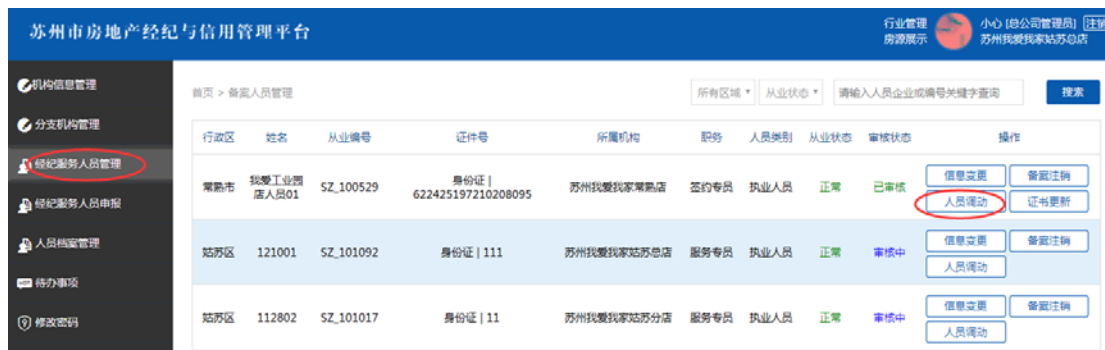 苏州市房地产经纪与信用管理平台
行业管理 小心 [总公司管理员] 注销
房源展示 苏州我爱我家姑苏总店
机构信息管理
首页 > 备案人员管理 所有区域 从业状态 请输入人员企业或编号关键字查询 搜索
分支机构管理
行政区 姓名 从业编号 证件号 所属机构 职务 人员类别 从业状态 审核状态 操作
经纪服务人员管理
常熟市 我爱工业园店人员01 SZ_100529 身份证 | 622425197210208095 苏州我爱我家常熟店 签约专员 执业人员 正常 已审核 信息变更 备案注销
人员调动 证书更新
经纪服务人员申报
人员档案管理
姑苏区 121001 SZ_101092 身份证 | 111 苏州我爱我家姑苏总店 服务专员 执业人员 正常 审核中 信息变更 备案注销
人员调动
待办事项
修改密码
姑苏区 112802 SZ_101017 身份证 | 11 苏州我爱我家姑苏分店 服务专员 执业人员 正常 审核中 信息变更 备案注销
人员调动